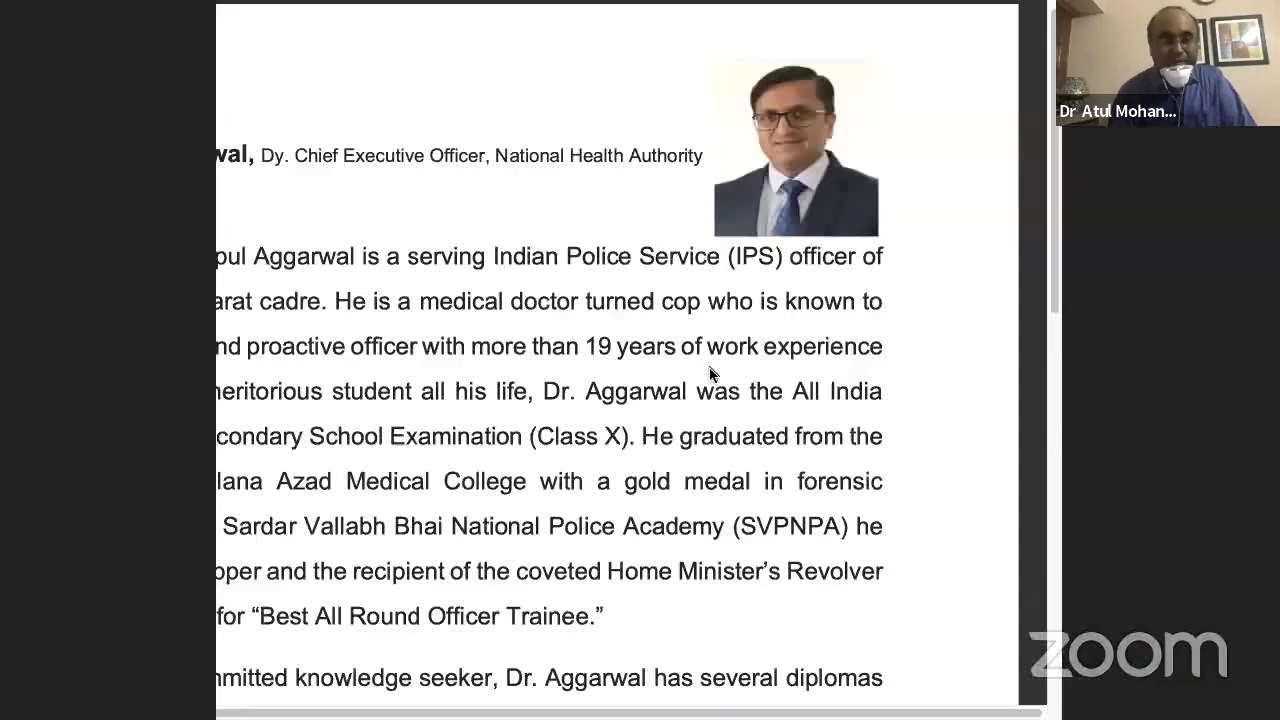 Dr Atul Mohan...
wal, Dy. Chief Executive Officer, National Health Authority
pul Aggarwal is a serving Indian Police Service (IPS) officer of
arat cadre. He is a medical doctor turned cop who is known to
nd proactive officer with more than 19 years of work experience
neritorious student all his life, Dr. Aggarwal was the All India
condary School Examination (Class X). He graduated from the
lana Azad Medical College with a gold medal in forensic
Sardar Vallabh Bhai National Police Academy (SVPNPA) he
pper and the recipient of the coveted Home Minister’s Revolver
for “Best All Round Officer Trainee.”
nmitted knowledge seeker, Dr. Aggarwal has several diplomas
zoom